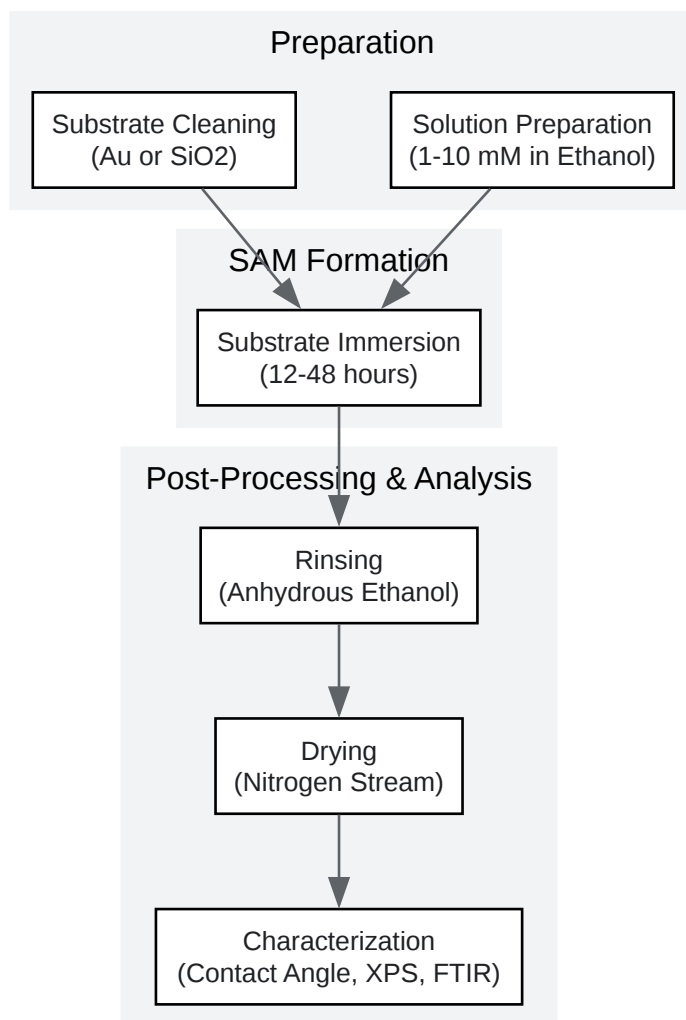 Preparation
Substrate Cleaning
(Au or SiO2)
Solution Preparation
(1-10 mM in Ethanol)
SAM Formation
Substrate Immersion
(12-48 hours)
Post-Processing & Analysis
Rinsing
(Anhydrous Ethanol)
Drying
(Nitrogen Stream)
Characterization
(Contact Angle, XPS, FTIR)